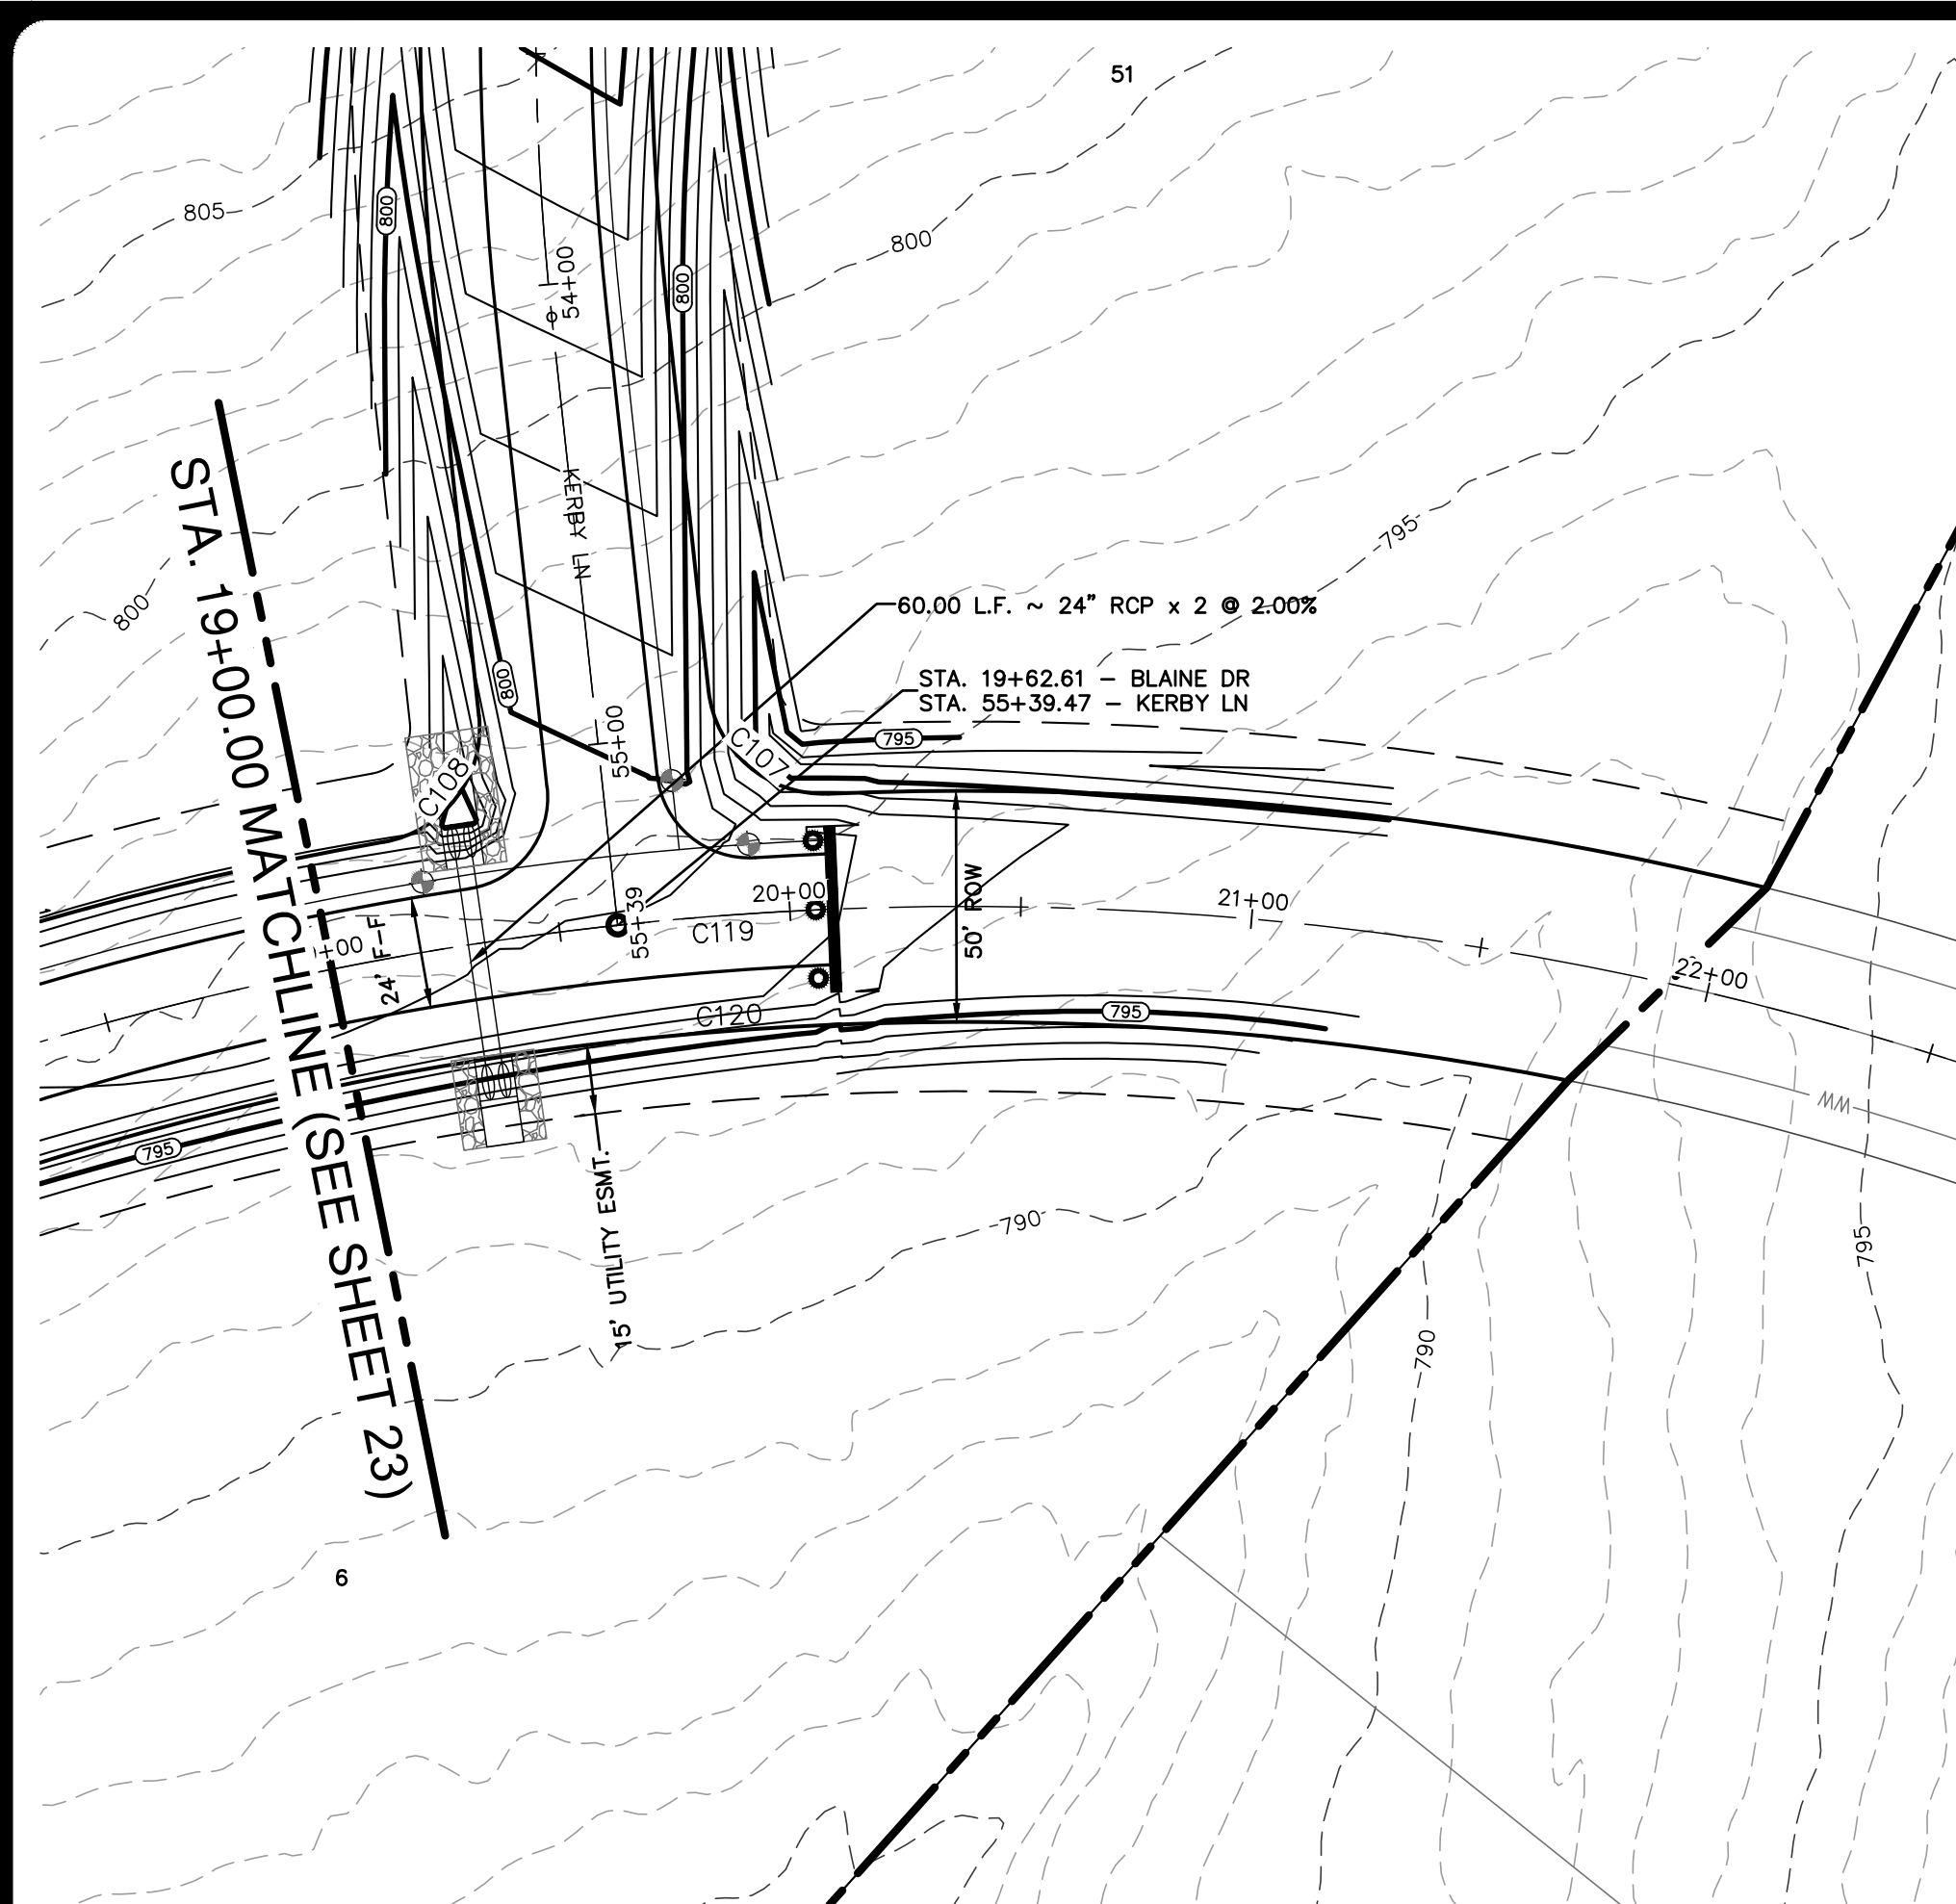 51
805
800
800
800
54+00
KERBY LN
795
800
60.00 L.F. ~ 24" RCP x 2 @ 2.00%
STA. 19+62.61 – BLAINE DR
STA. 55+39.47 – KERBY LN
STA. 19+00.00 MATCHLINE (SEE SHEET 23)
800
55+00
C107
795
C108
20+00
21+00
55+39
C119
50' ROW
24' F–F
+00
22+00
C120
795
795
15' UTILITY ESMT.
790
795
790
6